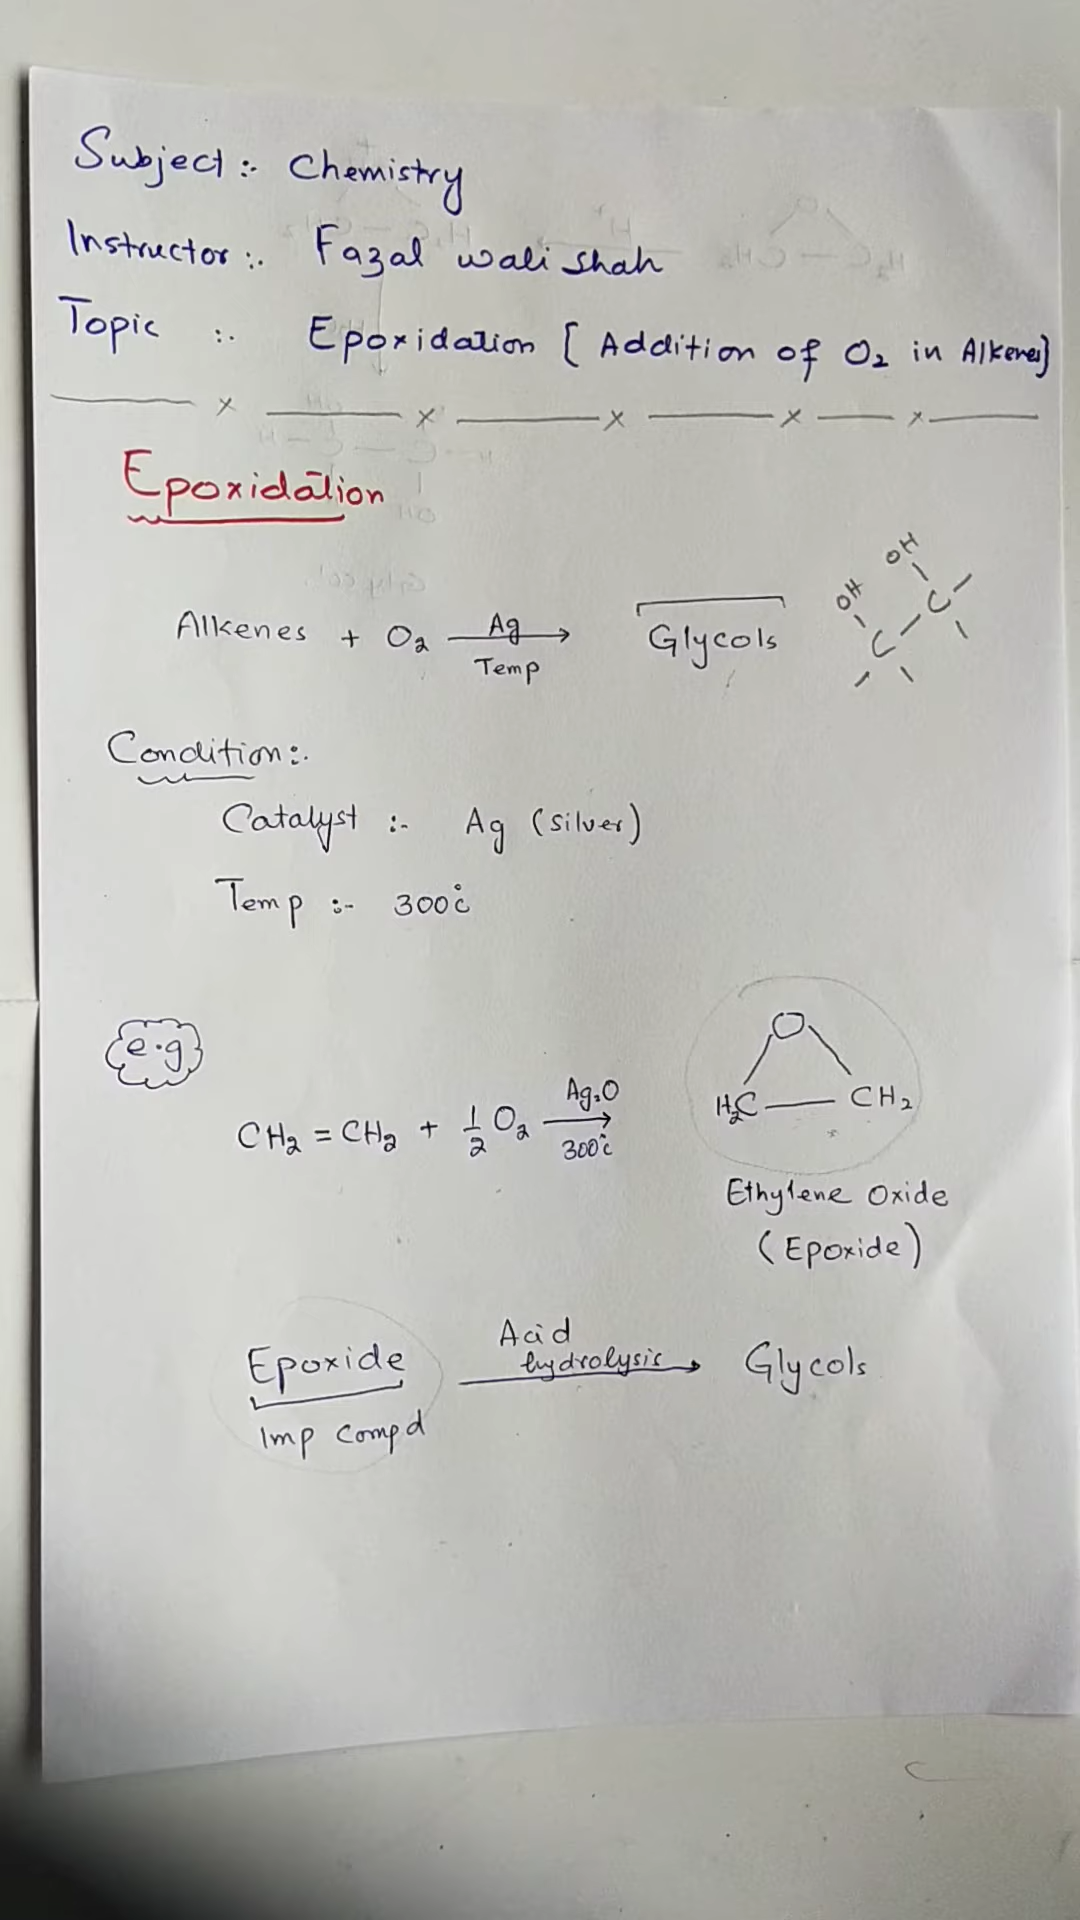 Subject:- Chemistry
Instructor:- Fazal wali shah
Topic :- Epoxidation [Addition of O₂ in Alkenes]
Epoxidation
Alkenes + O₂ Ag Temp → Glycols
OH OH
C C
Condition:-
Catalyst :- Ag (silver)
Temp :- 300°C
e.g
CH₂ = CH₂ + 1/2 O₂ Ag₂O 300°C →
O
H₂C — CH₂
Ethylene Oxide
(Epoxide)
Epoxide Acid hydrolysis → Glycols
Imp Compd